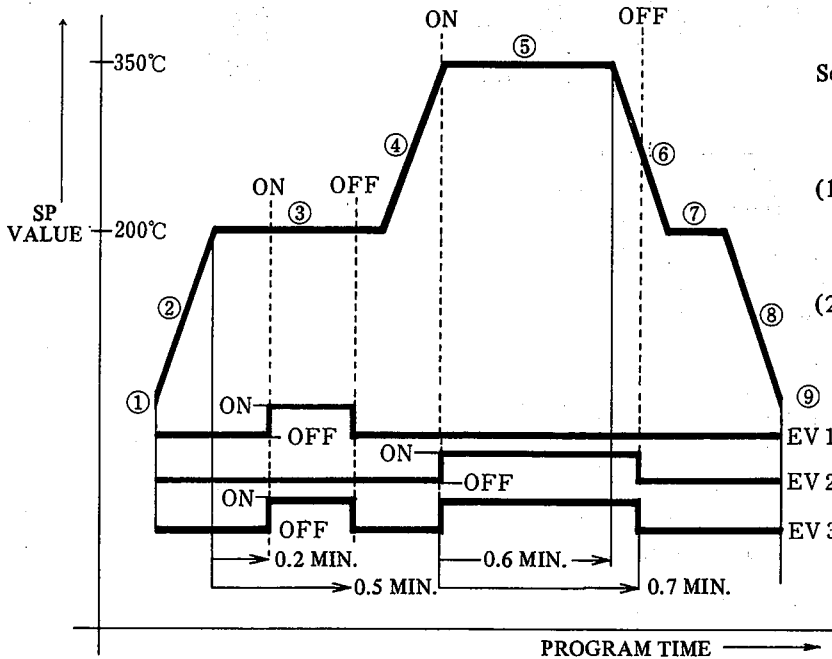 ON
OFF
⑤
350℃
④
⑥
ON
OFF
③
⑦
SP
VALUE
200℃
②
⑧
①
⑨
ON
OFF
EV 1
ON
OFF
EV 2
ON
OFF
EV 3
0.2 MIN.
0.6 MIN.
0.5 MIN.
0.7 MIN.
PROGRAM TIME
(1
(2